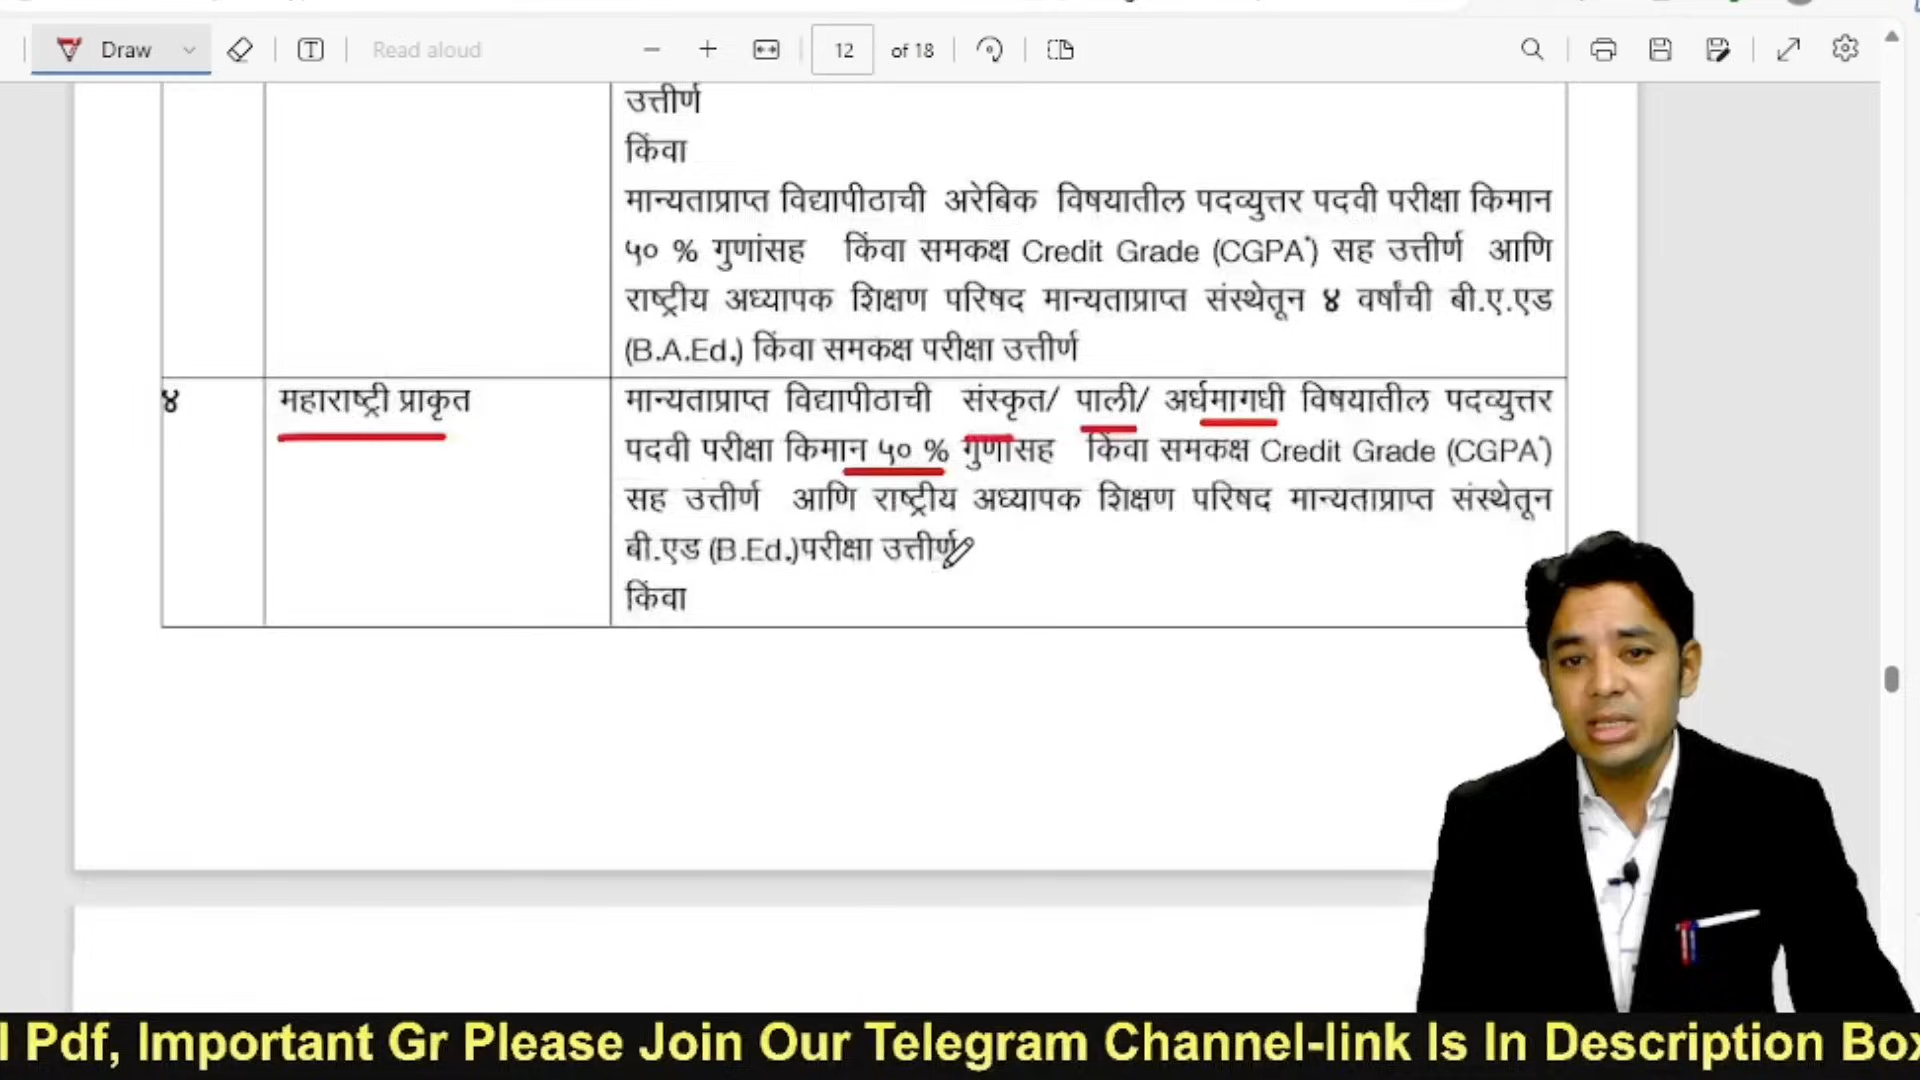 Draw
Read aloud
12 of 18
उत्तीर्ण
किंवा
मान्यताप्राप्त विद्यापीठाची अरेबिक विषयातील पदव्युत्तर पदवी परीक्षा किमान
५० % गुणांसह किंवा समकक्ष Credit Grade (CGPA*) सह उत्तीर्ण आणि
राष्ट्रीय अध्यापक शिक्षण परिषद मान्यताप्राप्त संस्थेतून ४ वर्षांची बी.ए.एड
(B.A.Ed.) किंवा समकक्ष परीक्षा उत्तीर्ण
४ महाराष्ट्री प्राकृत मान्यताप्राप्त विद्यापीठाची संस्कृत/ पाली/ अर्धमागधी विषयातील पदव्युत्तर
पदवी परीक्षा किमान ५० % गुणांसह किंवा समकक्ष Credit Grade (CGPA*)
सह उत्तीर्ण आणि राष्ट्रीय अध्यापक शिक्षण परिषद मान्यताप्राप्त संस्थेतून
बी.एड (B.Ed.)परीक्षा उत्तीर्ण
किंवा
l Pdf, Important Gr Please Join Our Telegram Channel-link Is In Description Box